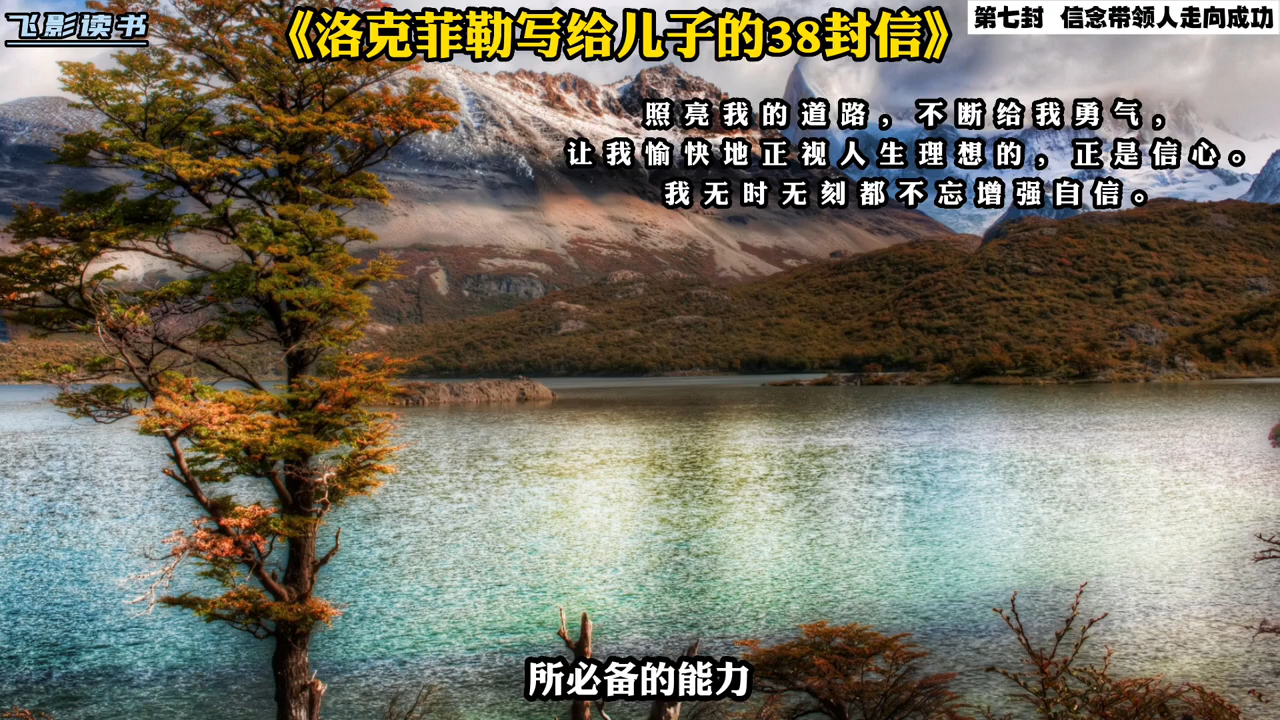 飞影读书
《洛克菲勒写给儿子的38封信》
第七封 信念带领人走向成功
照亮我的道路，不断给我勇气，
让我愉快地正视人生理想的，正是信心。
我无时无刻都不忘增强自信。
所必备的能力